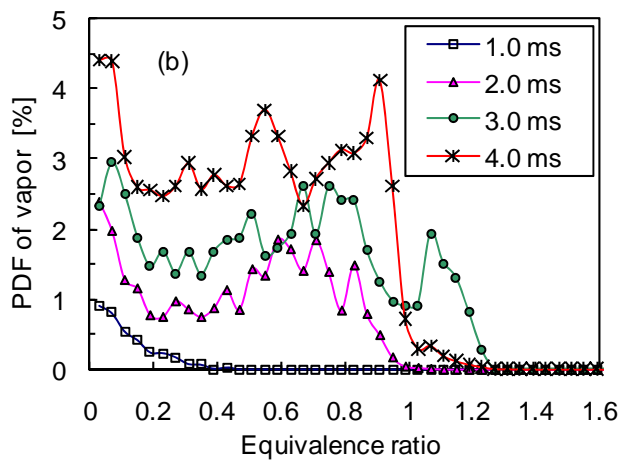 5
4
3
2
1
0
PDF of vapor [%]
(b)
1.0 ms
2.0 ms
3.0 ms
4.0 ms
0 0.2 0.4 0.6 0.8 1 1.2 1.4 1.6
Equivalence ratio